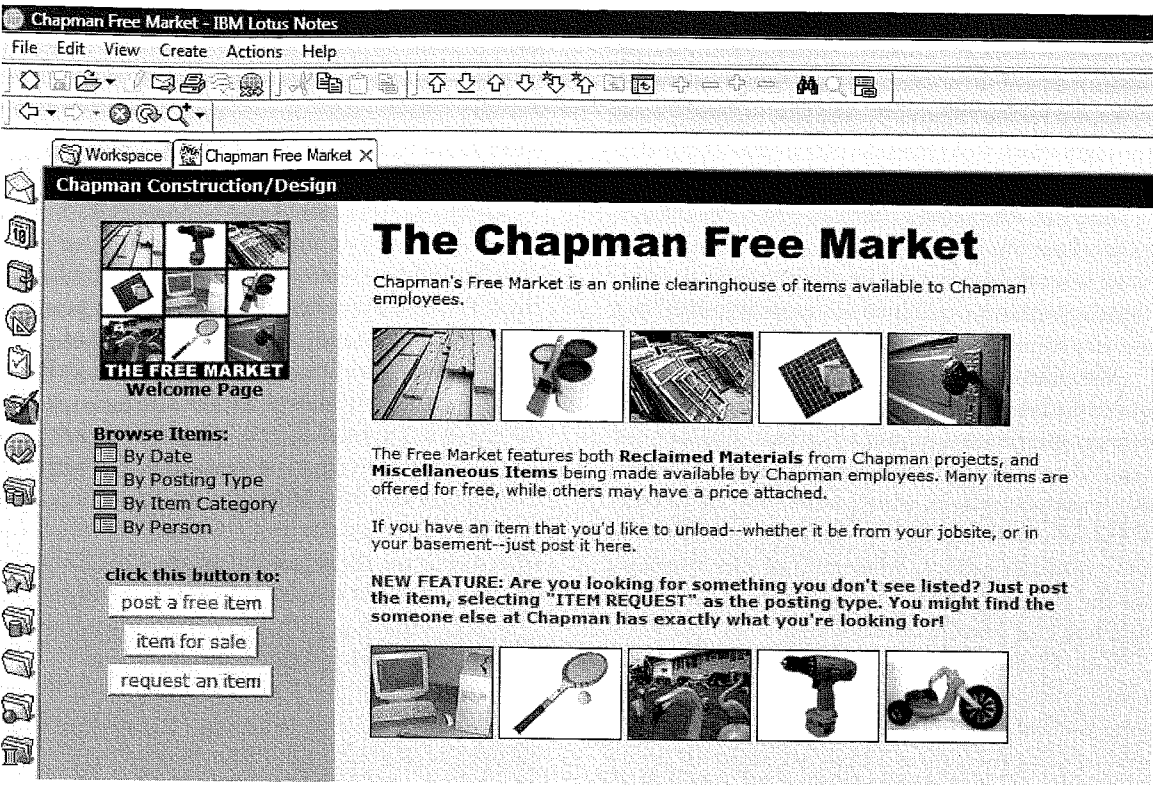 Chapman Free Market - IBM Lotus Notes
File Edit View Create Actions Help
Workspace
Chapman Free Market
Chapman Construction/Design
THE FREE MARKET
Welcome Page
Browse Items:
By Date
By Posting Type
By Item Category
By Person
click this button to:
post a free item
item for sale
request an item
The Chapman Free Market
Chapman's Free Market is an online clearinghouse of items available to Chapman
employees.
The Free Market features both Reclaimed Materials from Chapman projects, and
Miscellaneous Items being made available by Chapman employees. Many items are
offered for free, while others may have a price attached.
If you have an item that you'd like to unload--whether it be from your jobsite, or in
your basement--just post it here.
NEW FEATURE: Are you looking for something you don't see listed? Just post
the item, selecting "ITEM REQUEST" as the posting type. You might find the
someone else at Chapman has exactly what you're looking for!